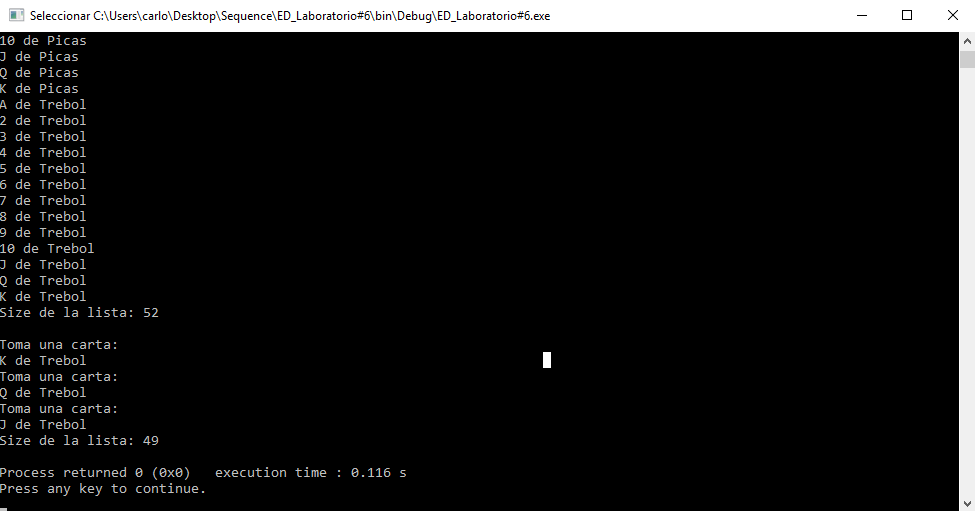 Seleccionar C:\Users\carlo\Desktop\Sequence\ED_Laboratorio#6\bin\Debug\ED_Laboratorio#6.exe
10 de Picas
J de Picas
Q de Picas
K de Picas
A de Trebol
2 de Trebol
3 de Trebol
4 de Trebol
5 de Trebol
6 de Trebol
7 de Trebol
8 de Trebol
9 de Trebol
10 de Trebol
J de Trebol
Q de Trebol
K de Trebol
Size de la lista: 52
Toma una carta:
K de Trebol
Toma una carta:
Q de Trebol
Toma una carta:
J de Trebol
Size de la lista: 49
Process returned 0 (0x0)   execution time : 0.116 s
Press any key to continue.